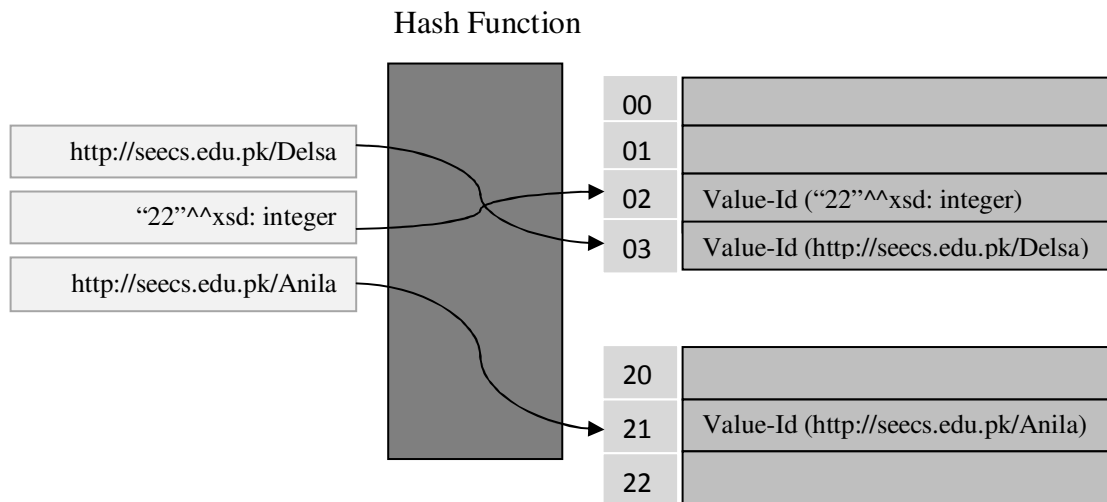 Hash Function
http://seecs.edu.pk/Delsa
“22”^^xsd: integer
http://seecs.edu.pk/Anila
00
01
02 Value-Id (“22”^^xsd: integer)
03 Value-Id (http://seecs.edu.pk/Delsa)
20
21 Value-Id (http://seecs.edu.pk/Anila)
22